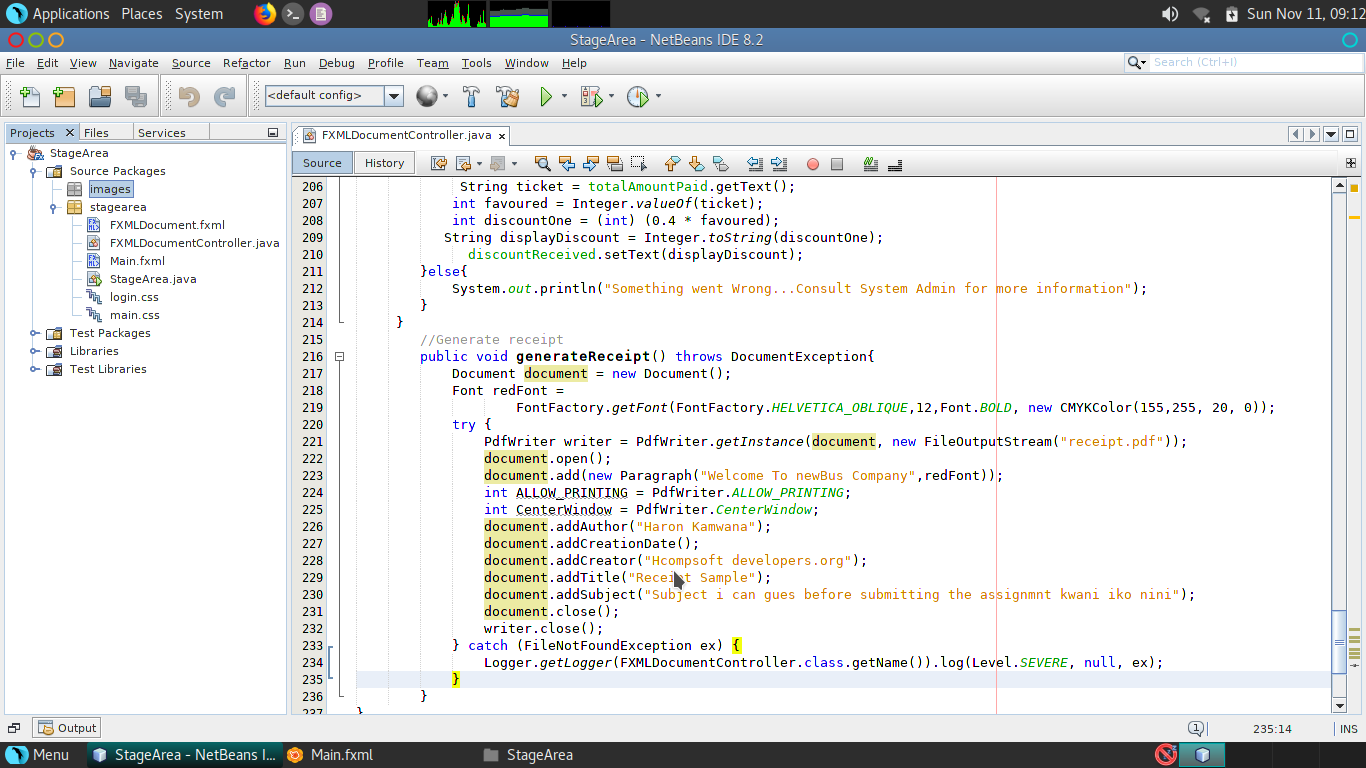 Applications Places System
Sun Nov 11, 09:12
StageArea - NetBeans IDE 8.2
File Edit View Navigate Source Refactor Run Debug Profile Team Tools Window Help
Search (Ctrl+I)
<default config>
Projects Files Services
StageArea
Source Packages
images
stagearea
FXMLDocument.fxml
FXMLDocumentController.java
Main.fxml
StageArea.java
login.css
main.css
Test Packages
Libraries
Test Libraries
FXMLDocumentController.java
Source History
206 String ticket = totalAmountPaid.getText();
207 int favoured = Integer.valueOf(ticket);
208 int discountOne = (int) (0.4 * favoured);
209 String displayDiscount = Integer.toString(discountOne);
210 discountReceived.setText(displayDiscount);
211 }else{
212 System.out.println("Something went Wrong...Consult System Admin for more information");
213 }
214 }
215 //Generate receipt
216 public void generateReceipt() throws DocumentException{
217 Document document = new Document();
218 Font redFont =
219 FontFactory.getFont(FontFactory.HELVETICA_OBLIQUE,12,Font.BOLD, new CMYKColor(155,255, 20, 0));
220 try {
221 PdfWriter writer = PdfWriter.getInstance(document, new FileOutputStream("receipt.pdf"));
222 document.open();
223 document.add(new Paragraph("Welcome To newBus Company",redFont));
224 int ALLOW_PRINTING = PdfWriter.ALLOW_PRINTING;
225 int CenterWindow = PdfWriter.CenterWindow;
226 document.addAuthor("Haron Kamwana");
227 document.addCreationDate();
228 document.addCreator("Hcompsoft developers.org");
229 document.addTitle("Receipt Sample");
230 document.addSubject("Subject i can gues before submitting the assignmnt kwani iko nini");
231 document.close();
232 writer.close();
233 } catch (FileNotFoundException ex) {
234 Logger.getLogger(FXMLDocumentController.class.getName()).log(Level.SEVERE, null, ex);
235 }
236 }
237 }
Output
1
235:14 INS
Menu StageArea - NetBeans I... Main.fxml StageArea